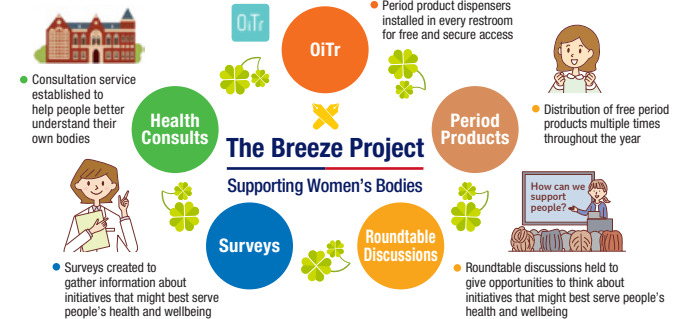 OiTr
OiTr
● Period product dispensers
installed in every restroom
for free and secure access
● Consultation service
established to
help people better
understand their
own bodies
Health
Consults
Period
Products
● Distribution of free period
products multiple times
throughout the year
The Breeze Project
Supporting Women's Bodies
How can we
support
people?
Surveys
Roundtable
Discussions
● Surveys created to
gather information about
initiatives that might best serve
people's health and wellbeing
● Roundtable discussions held to
give opportunities to think about
initiatives that might best serve people's
health and wellbeing